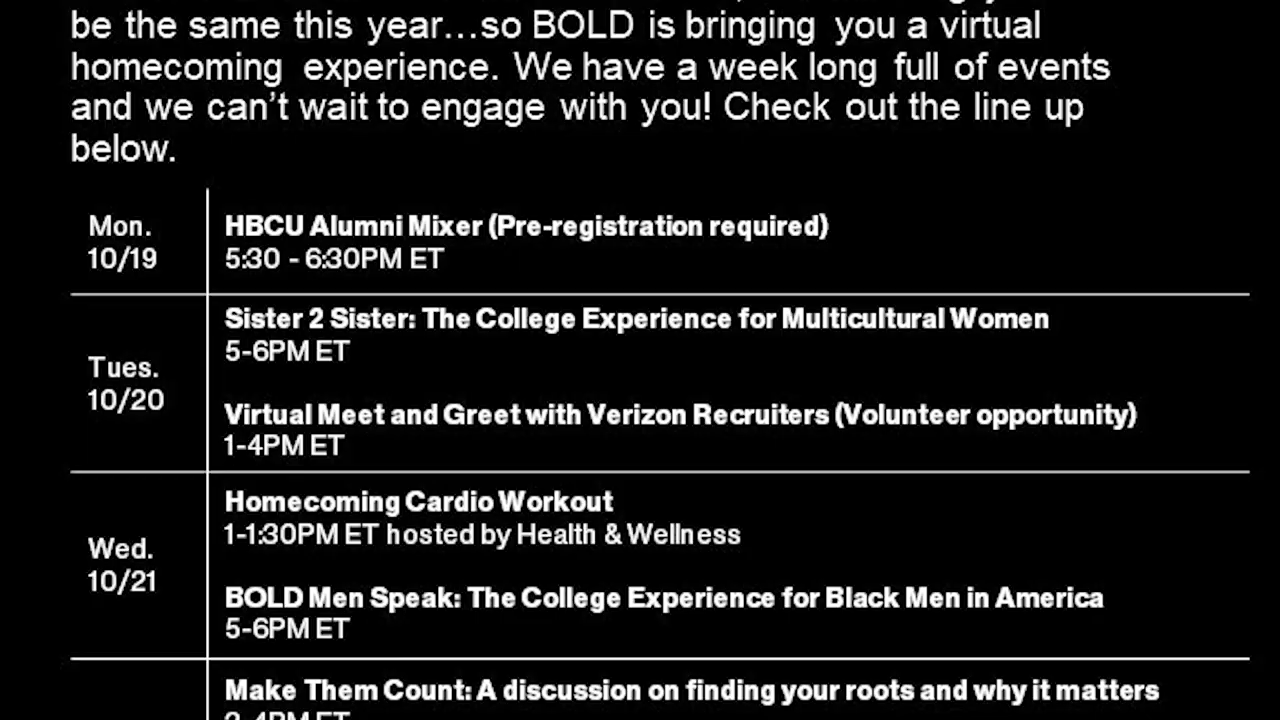 be the same this year…so BOLD is bringing you a virtual
homecoming experience. We have a week long full of events
and we can't wait to engage with you! Check out the line up
below.
Mon.
10/19
HBCU Alumni Mixer (Pre-registration required)
5:30 - 6:30PM ET
Tues.
10/20
Sister 2 Sister: The College Experience for Multicultural Women
5-6PM ET
Virtual Meet and Greet with Verizon Recruiters (Volunteer opportunity)
1-4PM ET
Wed.
10/21
Homecoming Cardio Workout
1-1:30PM ET hosted by Health & Wellness
BOLD Men Speak: The College Experience for Black Men in America
5-6PM ET
Make Them Count: A discussion on finding your roots and why it matters